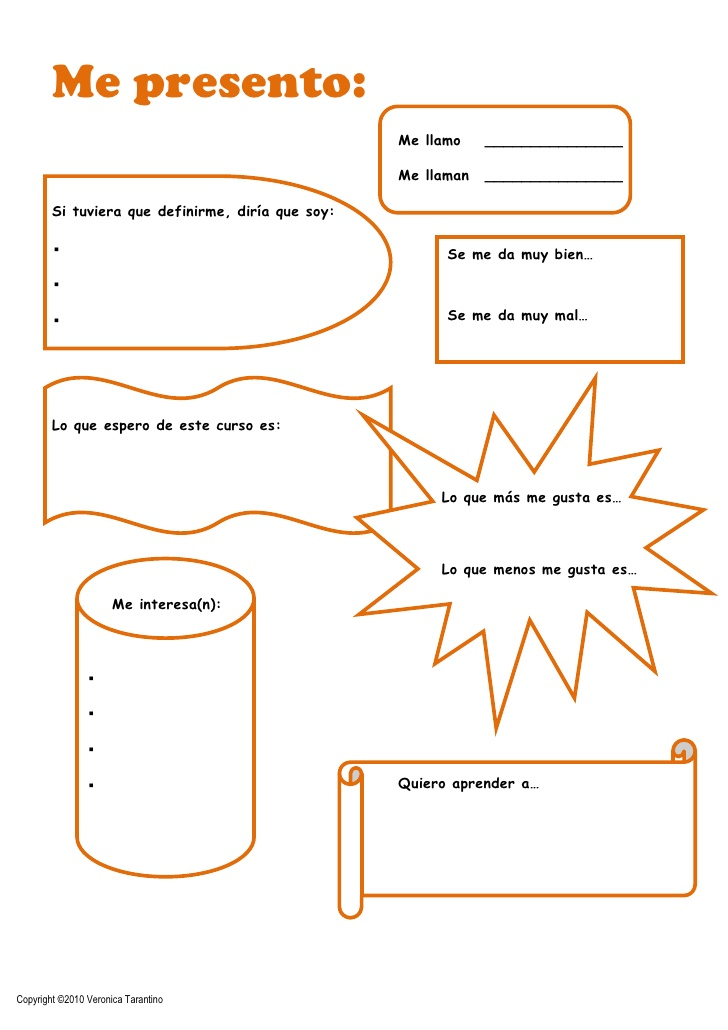 Me presento:
Me llamo _______________
Me llaman _______________
Si tuviera que definirme, diría que soy:
Se me da muy bien…
Se me da muy mal…
Lo que espero de este curso es:
Lo que más me gusta es…
Lo que menos me gusta es…
Me interesa(n):
Quiero aprender a…
Copyright ©2010 Veronica Tarantino